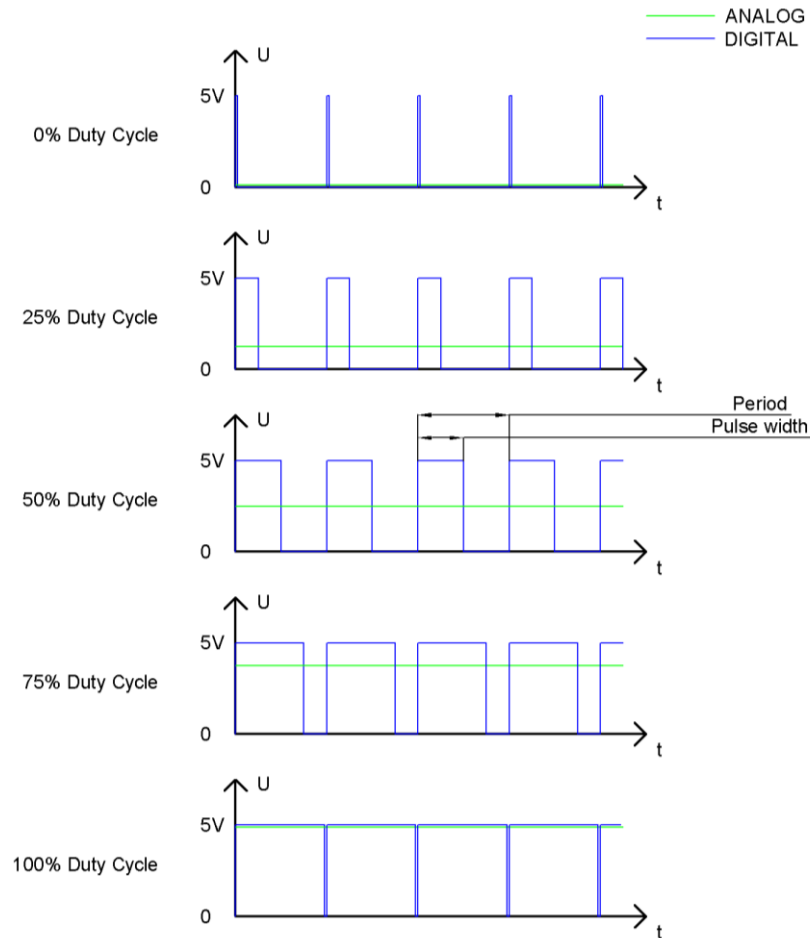 ANALOG
DIGITAL
U
5V
0% Duty Cycle
0
t
U
5V
25% Duty Cycle
0
t
Period
U
Pulse width
5V
50% Duty Cycle
0
t
U
5V
75% Duty Cycle
0
t
U
5V
100% Duty Cycle
0
t